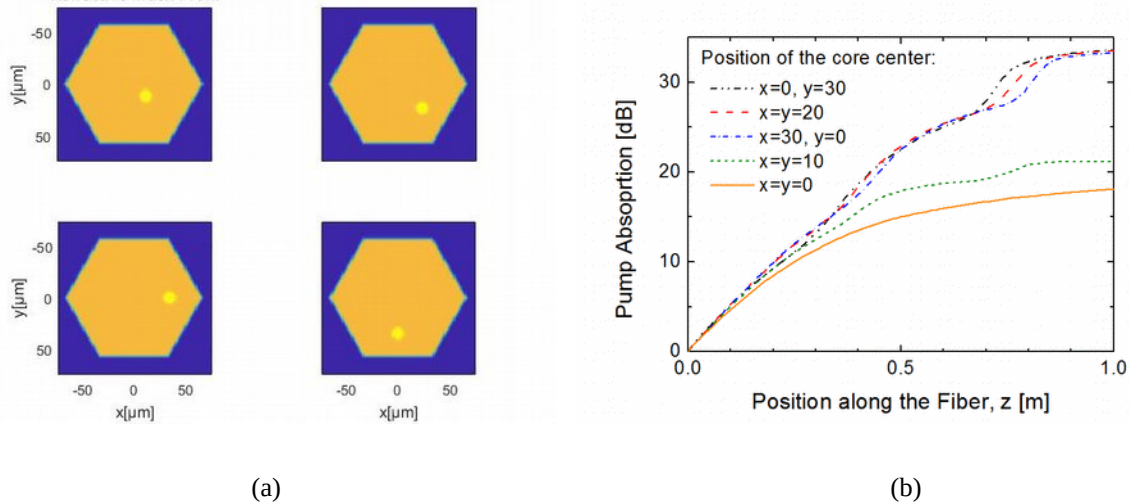 -50
0
50
y[µm]
-50
0
50
y[µm]
-50
0
50
x[µm]
-50
0
50
x[µm]
(a)
Position of the core center:
x=0, y=30
x=y=20
x=30, y=0
x=y=10
x=y=0
30
20
10
0
Pump Absoprtion [dB]
0.0
0.5
1.0
Position along the Fiber, z [m]
(b)